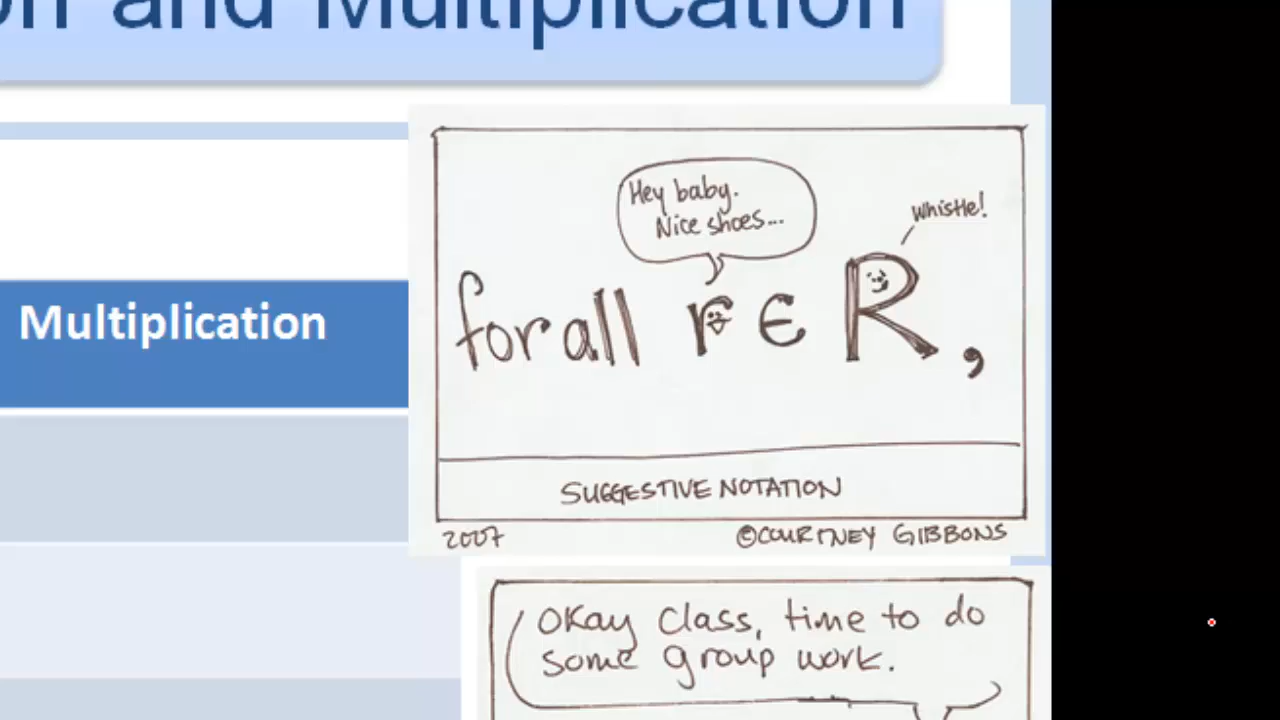 and Multiplication
Multiplication
Hey baby.
Nice shoes...
Whistle!
for all r ∈ R,
SUGGESTIVE NOTATION
2007 ©COURTNEY GIBBONS
Okay class, time to do
some group work.